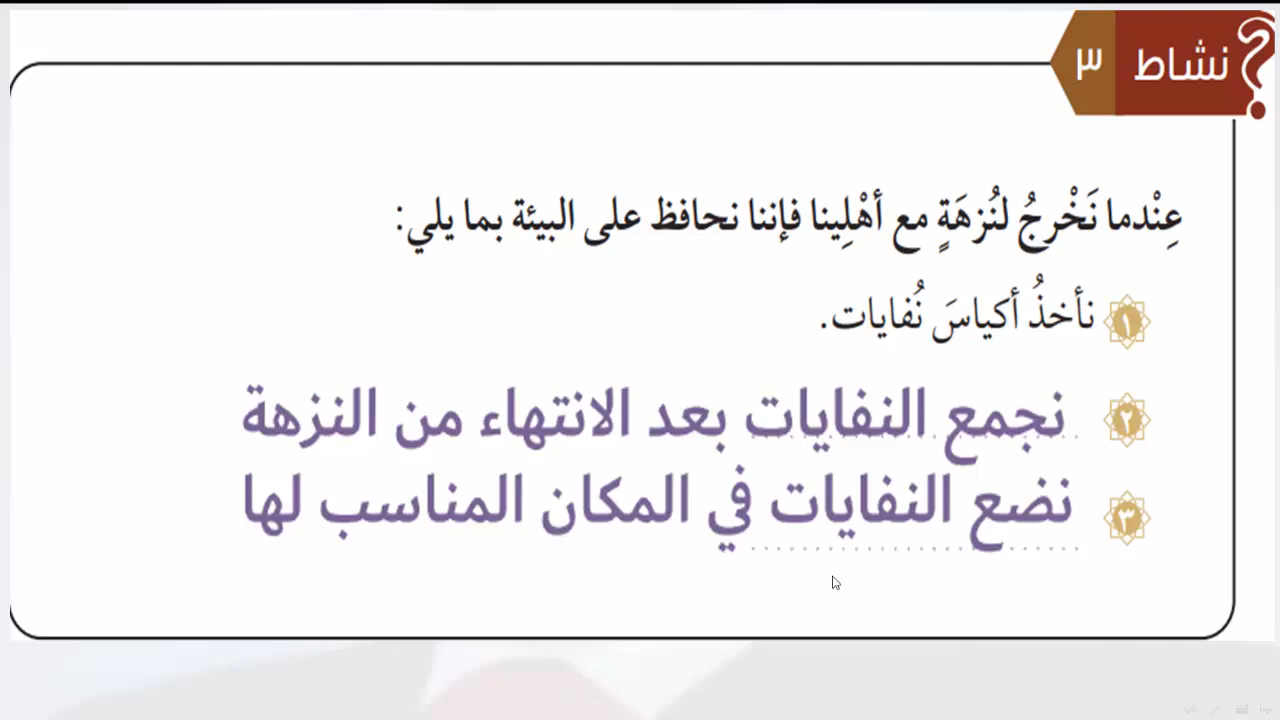 نشاط ٣
عِنْدما نَخْرجُ لنُزهَةٍ مع أهْلِينا فإننا نحافظ على البيئة بما يلي:
١ نأخذُ أكياسَ نُفايات.
٢ نجمع النفايات بعد الانتهاء من النزهة
٣ نضع النفايات في المكان المناسب لها